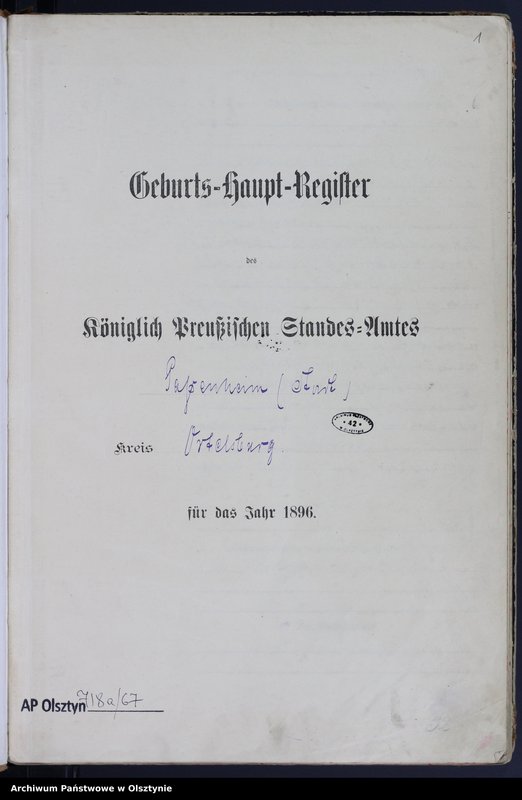 1
Geburts-Haupt-Register
des
Königlich Preußischen Standes-Amtes
Passenheim (Stadt)
42
Kreis Ortelsburg.
für das Jahr 1896.
AP Olsztyn 718a/67
Archiwum Państwowe w Olsztynie